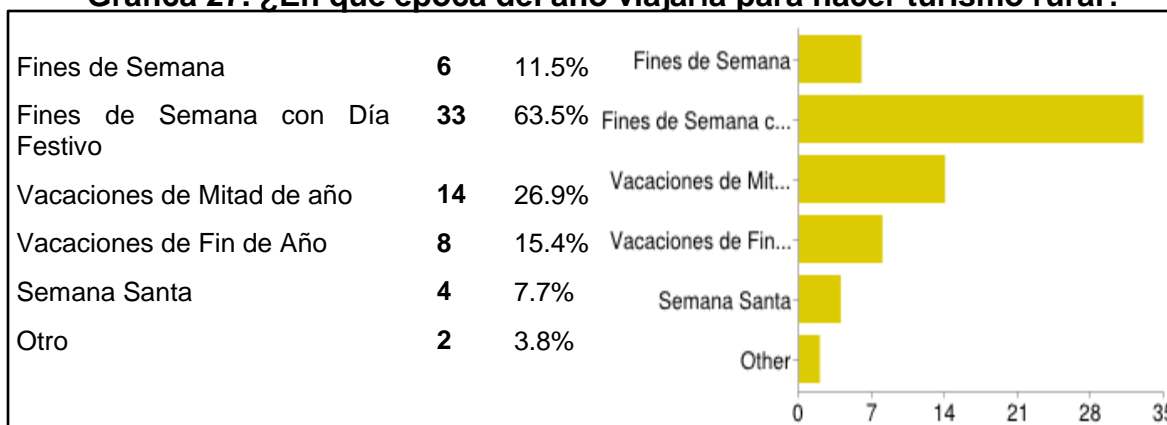 Gráfica 27. ¿En qué época del año viajaría para hacer turismo rural?
Fines de Semana 6 11.5%
Fines de Semana con Día
Festivo 33 63.5%
Vacaciones de Mitad de año 14 26.9%
Vacaciones de Fin de Año 8 15.4%
Semana Santa 4 7.7%
Otro 2 3.8%
Fines de Semana
Fines de Semana c...
Vacaciones de Mit...
Vacaciones de Fin...
Semana Santa
Other
0 7 14 21 28 35